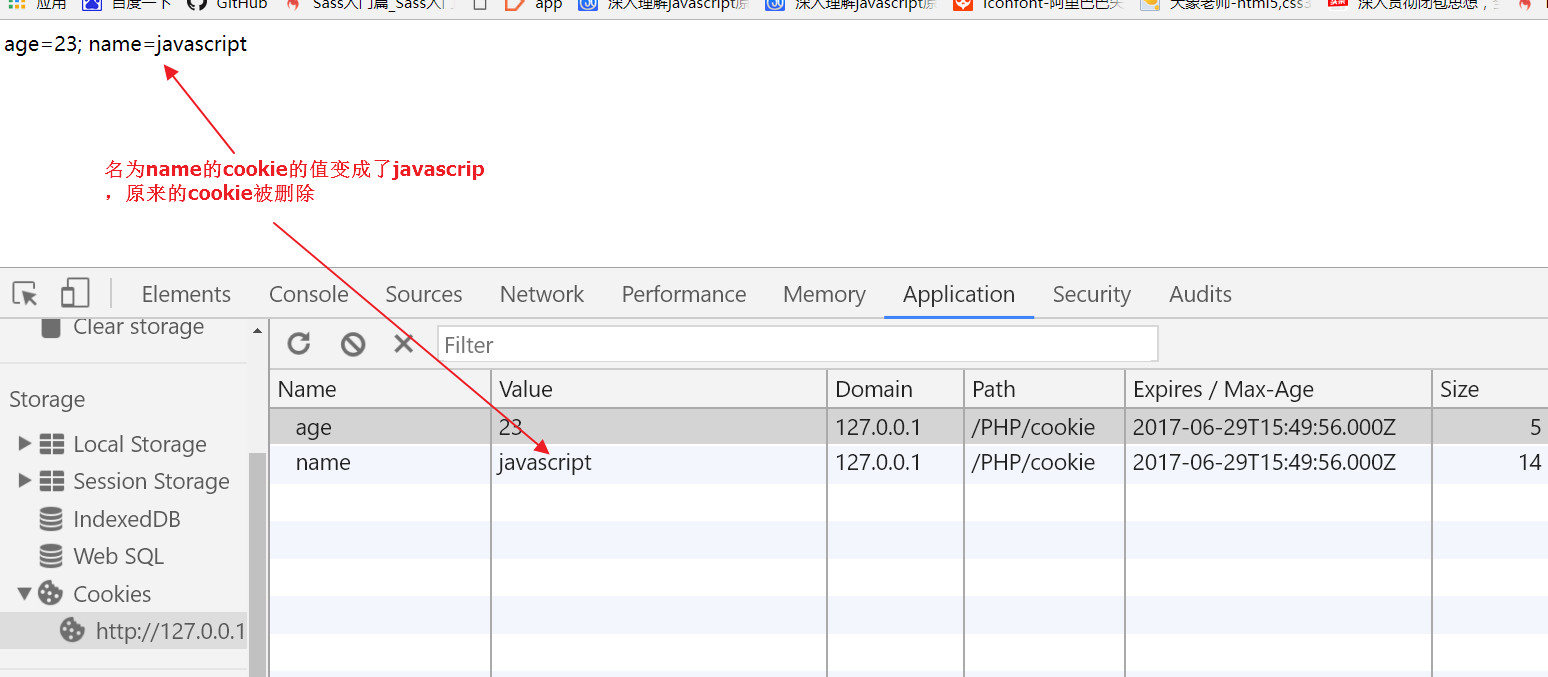 应用 百度一下 GitHub Sass入门篇_Sass入门 app 深入理解javascript原 深入理解javascript原 Iconfont-阿里巴巴矢 大象老师-html5,css3 深入贯彻闭包思想，
age=23; name=javascript
名为name的cookie的值变成了javascrip
，原来的cookie被删除
Elements Console Sources Network Performance Memory Application Security Audits
Clear storage
Filter
Storage
Name Value Domain Path Expires / Max-Age Size
age 23 127.0.0.1 /PHP/cookie 2017-06-29T15:49:56.000Z 5
Local Storage
name javascript 127.0.0.1 /PHP/cookie 2017-06-29T15:49:56.000Z 14
Session Storage
IndexedDB
Web SQL
Cookies
http://127.0.0.1